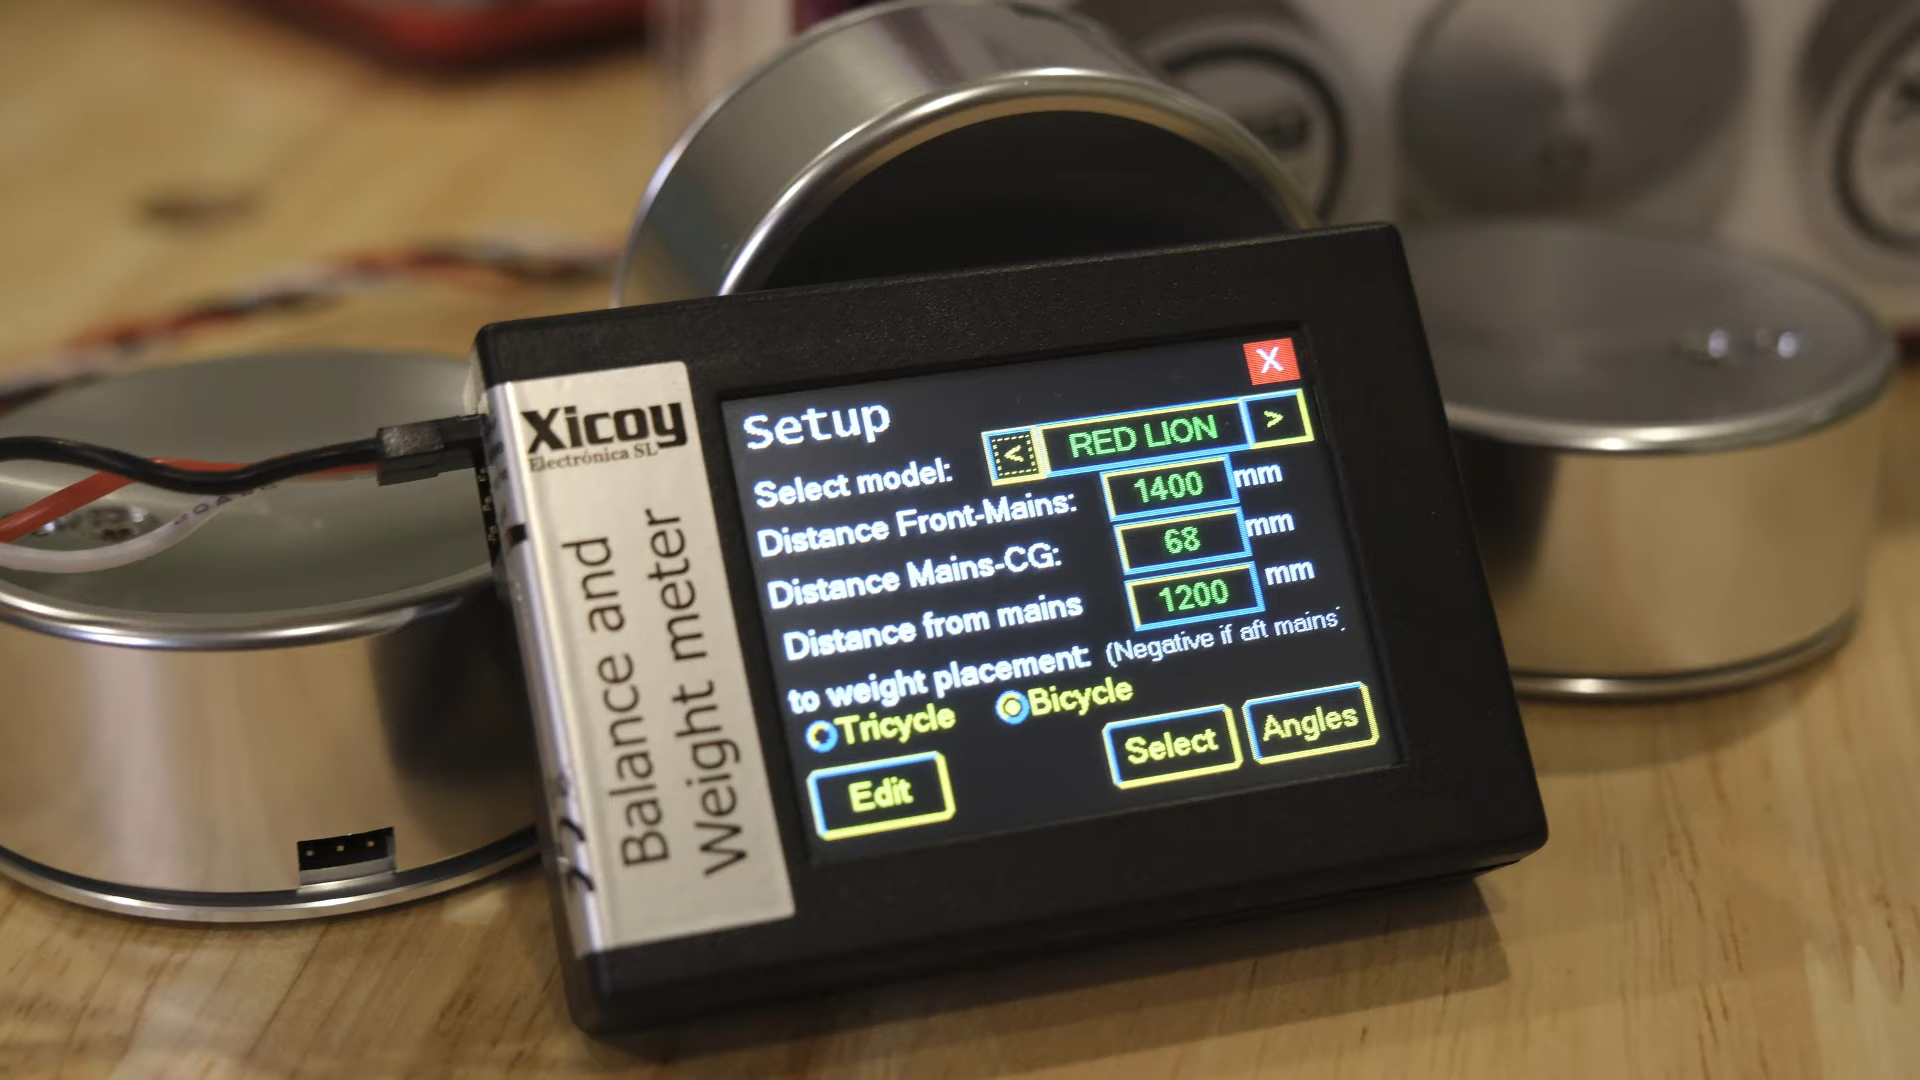 Xicoy
Electrónica SL
Balance and
Weight meter
X
Setup
Select model: < RED LION >
Distance Front-Mains: 1400 mm
Distance Mains-CG: 68 mm
Distance from mains 1200 mm
to weight placement: (Negative if aft mains)
Tricycle Bicycle
Edit Select Angles